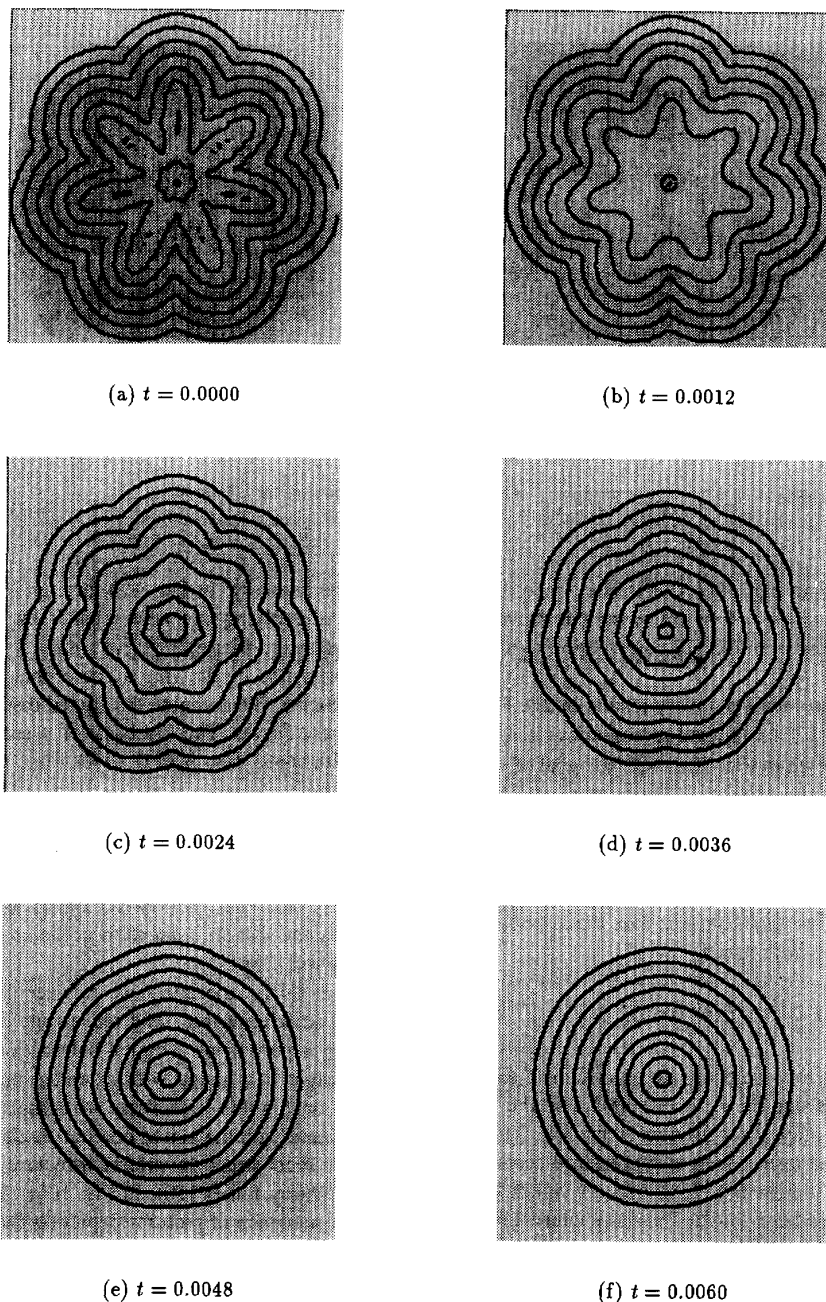 (a) t = 0.0000
(b) t = 0.0012
(c) t = 0.0024
(d) t = 0.0036
(e) t = 0.0048
(f) t = 0.0060